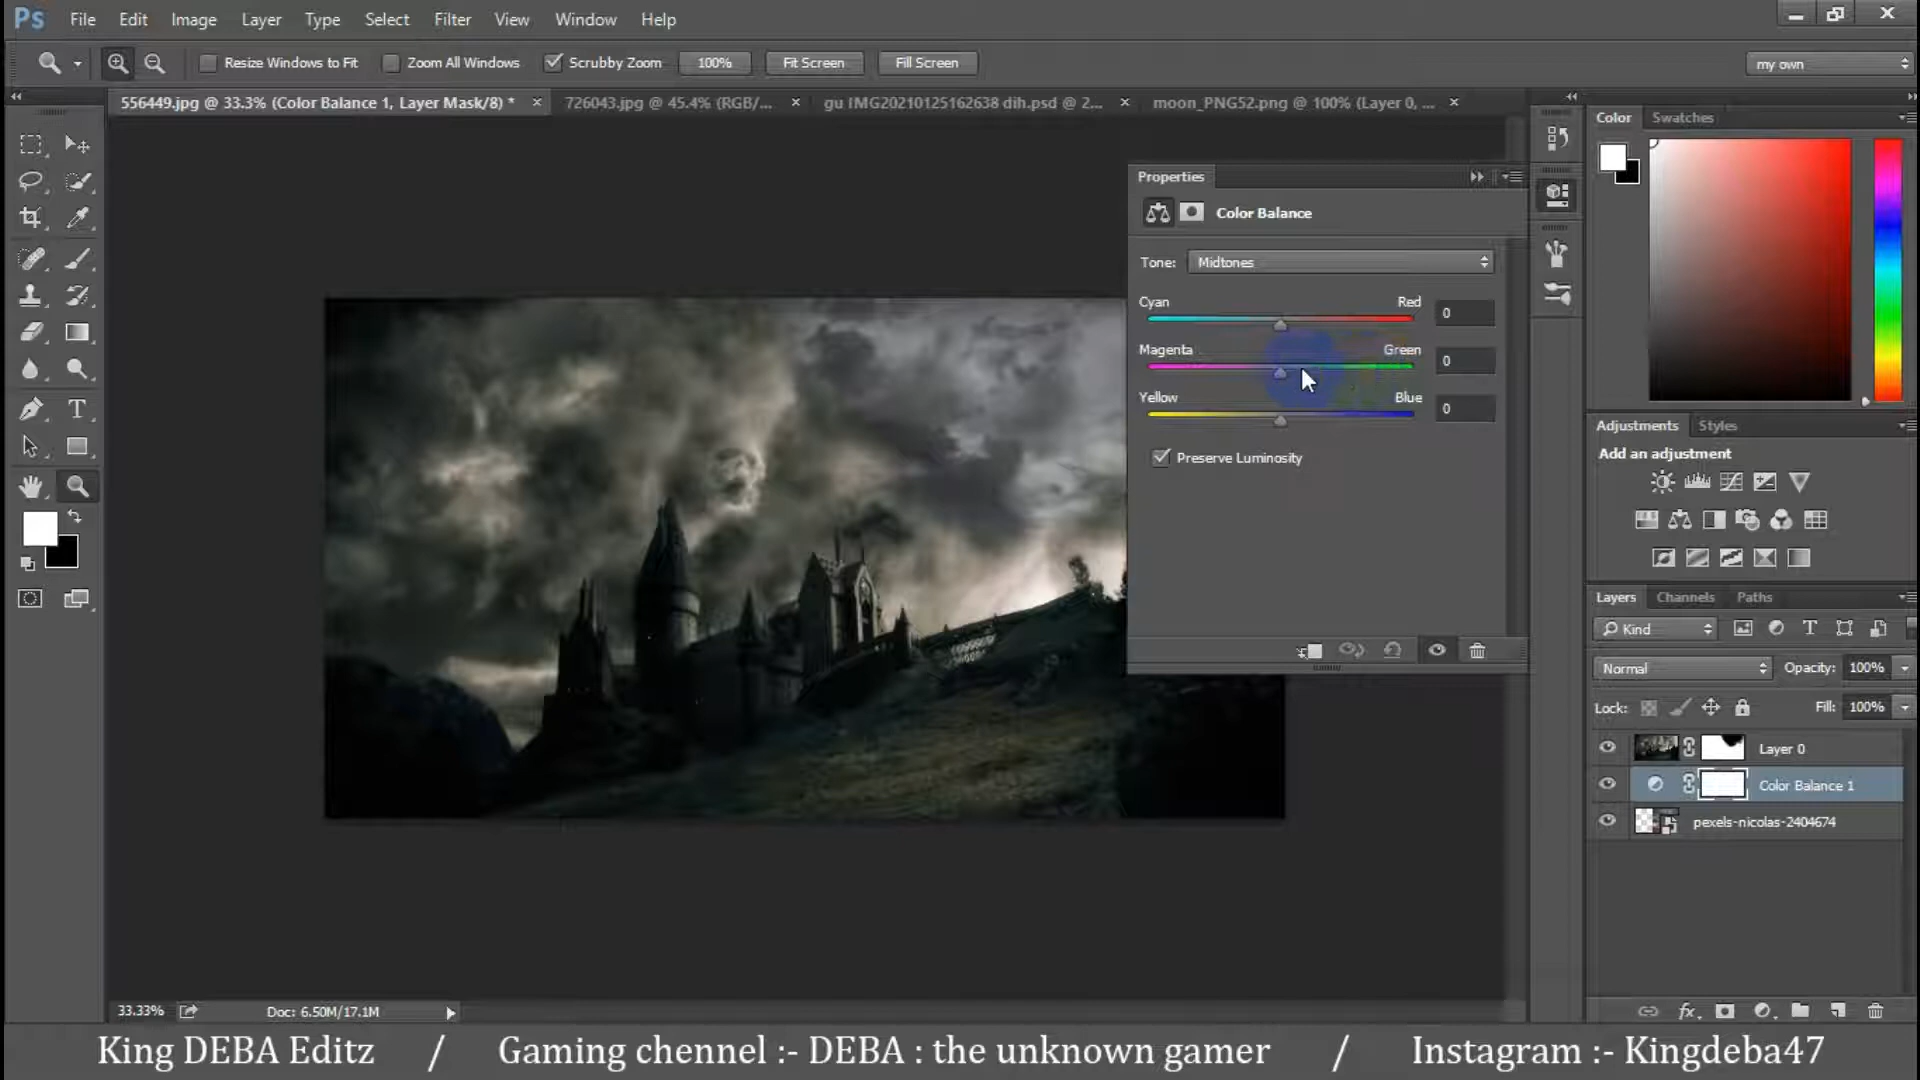 Ps File Edit Image Layer Type Select Filter View Window Help
Resize Windows to Fit Zoom All Windows Scrubby Zoom 100% Fit Screen Fill Screen my own
556449.jpg @ 33.3% (Color Balance 1, Layer Mask/8) * × 726043.jpg @ 45.4% (RGB/... × gu IMG20210125162638 dih.psd @ 2... × moon_PNG52.png @ 100% (Layer 0, ... ×
Color Swatches
Properties
Color Balance
Tone: Midtones
Cyan Red 0
Magenta Green 0
Yellow Blue 0
Preserve Luminosity
Adjustments Styles
Add an adjustment
Layers Channels Paths
Kind
Normal Opacity: 100%
Lock: Fill: 100%
Layer 0
Color Balance 1
pexels-nicolas-2404674
33.33% Doc: 6.50M/17.1M
King DEBA Editz / Gaming chennel :- DEBA : the unknown gamer / Instagram :- Kingdeba47